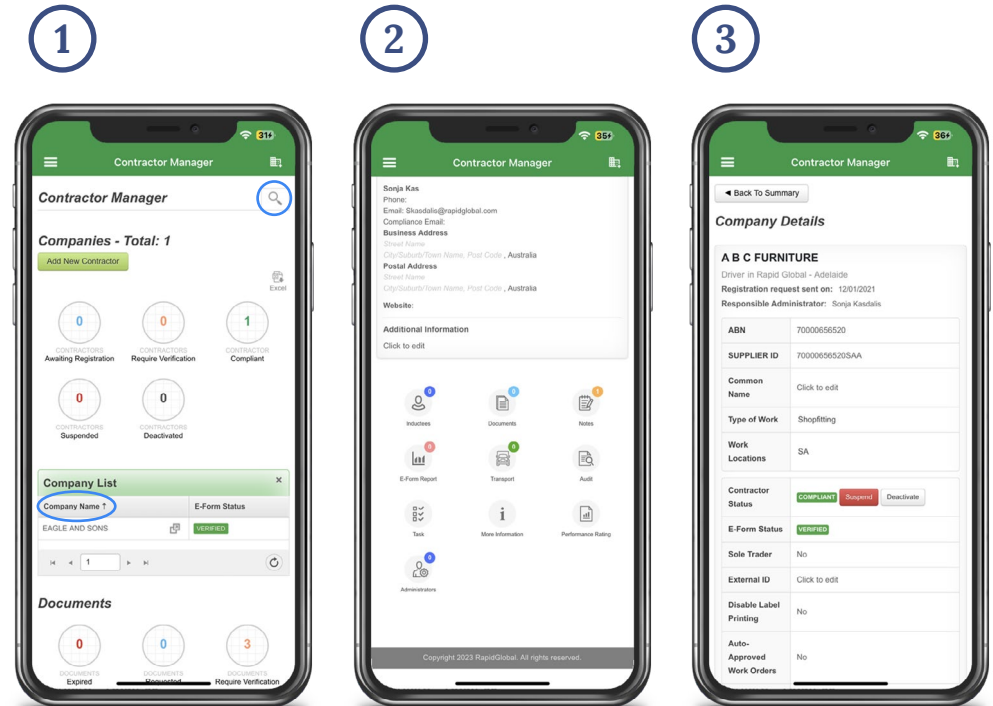 1
2
3
31
Contractor Manager
Contractor Manager
Companies - Total: 1
Add New Contractor
Excel
0
0
1
CONTRACTORS
Awaiting Registration
CONTRACTORS
Require Verification
CONTRACTOR
Compliant
0
0
CONTRACTORS
Suspended
CONTRACTORS
Deactivated
Company List ×
Company Name ↑ E-Form Status
EAGLE AND SONS VERIFIED
1
Documents
0
0
3
DOCUMENTS
Expired
DOCUMENTS
Requested
DOCUMENTS
Require Verification
35
Contractor Manager
Sonja Kas
Phone:
Email: Skasdalis@rapidglobal.com
Compliance Email:
Business Address
Street Name
City/Suburb/Town Name, Post Code , Australia
Postal Address
Street Name
City/Suburb/Town Name, Post Code , Australia
Website:
Additional Information
Click to edit
Inductees
Documents
Notes
E-Form Report
Transport
Audit
Task
More Information
Performance Rating
Administrators
Copyright 2023 RapidGlobal. All rights reserved.
36
Contractor Manager
◄ Back To Summary
Company Details
A B C FURNITURE
Driver in Rapid Global - Adelaide
Registration request sent on: 12/01/2021
Responsible Administrator: Sonja Kasdalis
ABN 70000656520
SUPPLIER ID 70000656520SAA
Common
Name Click to edit
Type of Work Shopfitting
Work
Locations SA
Contractor
Status COMPLIANT Suspend Deactivate
E-Form Status VERIFIED
Sole Trader No
External ID Click to edit
Disable Label
Printing No
Auto-
Approved
Work Orders No